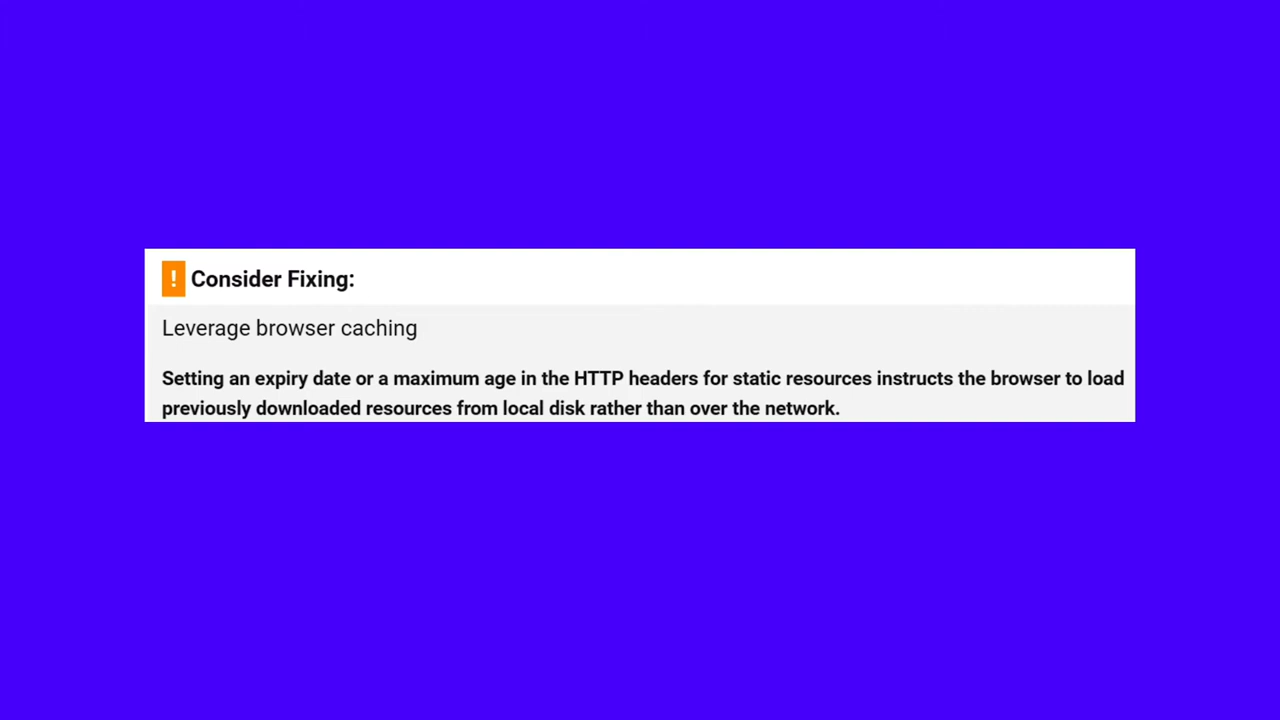 ! Consider Fixing:
Leverage browser caching
Setting an expiry date or a maximum age in the HTTP headers for static resources instructs the browser to load
previously downloaded resources from local disk rather than over the network.